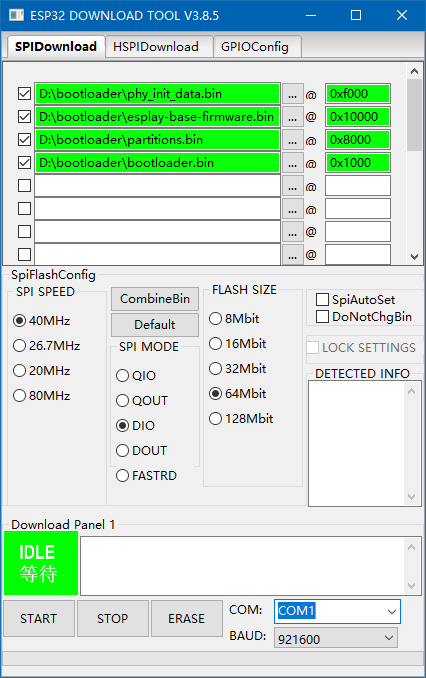 ESP32 DOWNLOAD TOOL V3.8.5
SPIDownload HSPIDownload GPIOConfig
D:\bootloader\phy_init_data.bin ... @ 0xf000
D:\bootloader\esplay-base-firmware.bin ... @ 0x10000
D:\bootloader\partitions.bin ... @ 0x8000
D:\bootloader\bootloader.bin ... @ 0x1000
... @
... @
... @
... @
SpiFlashConfig
SPI SPEED
40MHz
26.7MHz
20MHz
80MHz
CombineBin
Default
SPI MODE
QIO
QOUT
DIO
DOUT
FASTRD
FLASH SIZE
8Mbit
16Mbit
32Mbit
64Mbit
128Mbit
SpiAutoSet
DoNotChgBin
LOCK SETTINGS
DETECTED INFO
Download Panel 1
IDLE
等待
START STOP ERASE
COM: COM1
BAUD: 921600